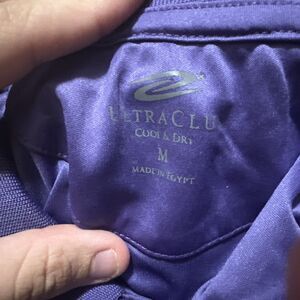 ULTRACLU
COOL & DRY
M
MADE IN EGYPT